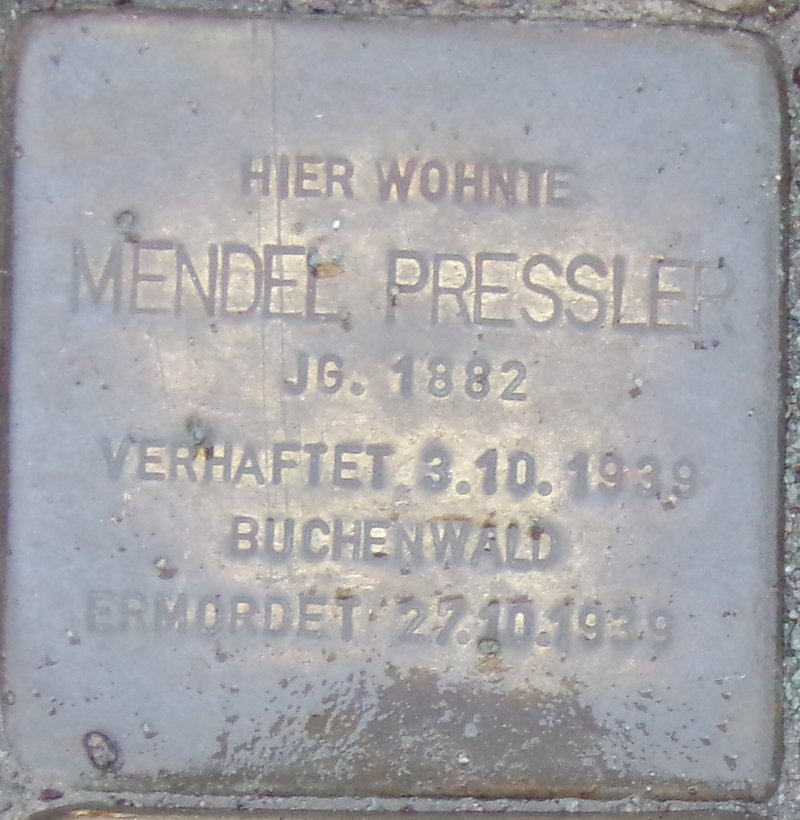 HIER WOHNTE
MENDEL PRESSLER
JG. 1882
VERHAFTET 3.10.1939
BUCHENWALD
ERMORDET 27.10.1939